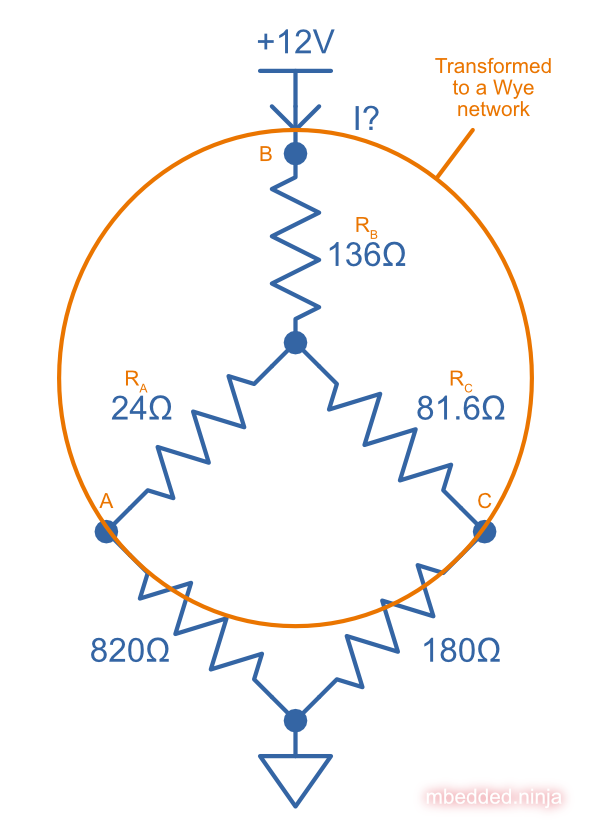 +12V
Transformed
to a Wye
network
I?
B
R_B
136Ω
R_A
24Ω
R_C
81.6Ω
A
C
820Ω
180Ω
mbedded.ninja